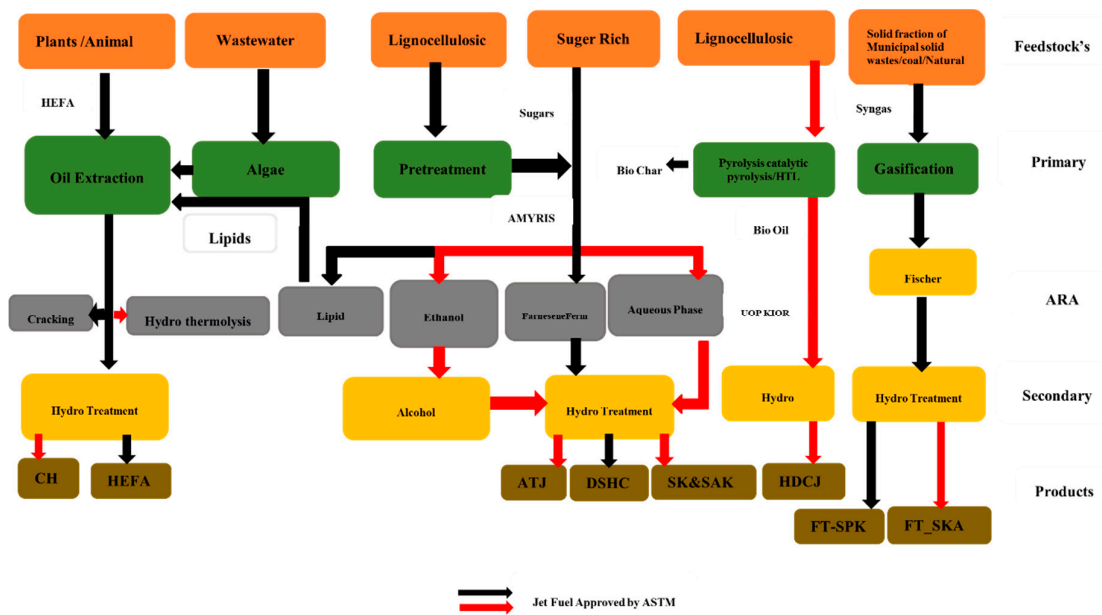 Plants /Animal
Wastewater
Lignocellulosic
Suger Rich
Lignocellulosic
Solid fraction of
Municipal solid
wastes/coal/Natural
Feedstock's
HEFA
Sugars
Syngas
Oil Extraction
Algae
Pretreatment
Bio Char
Pyrolysis catalytic
pyrolysis/HTL
Gasification
Primary
Lipids
AMYRIS
Bio Oil
Fischer
Cracking
Hydro thermolysis
Lipid
Ethanol
FarneseneFerm
Aqueous Phase
UOP KIOR
ARA
Hydro Treatment
Alcohol
Hydro Treatment
Hydro
Hydro Treatment
Secondary
CH
HEFA
ATJ
DSHC
SK&SAK
HDCJ
Products
FT-SPK
FT_SKA
Jet Fuel Approved by ASTM